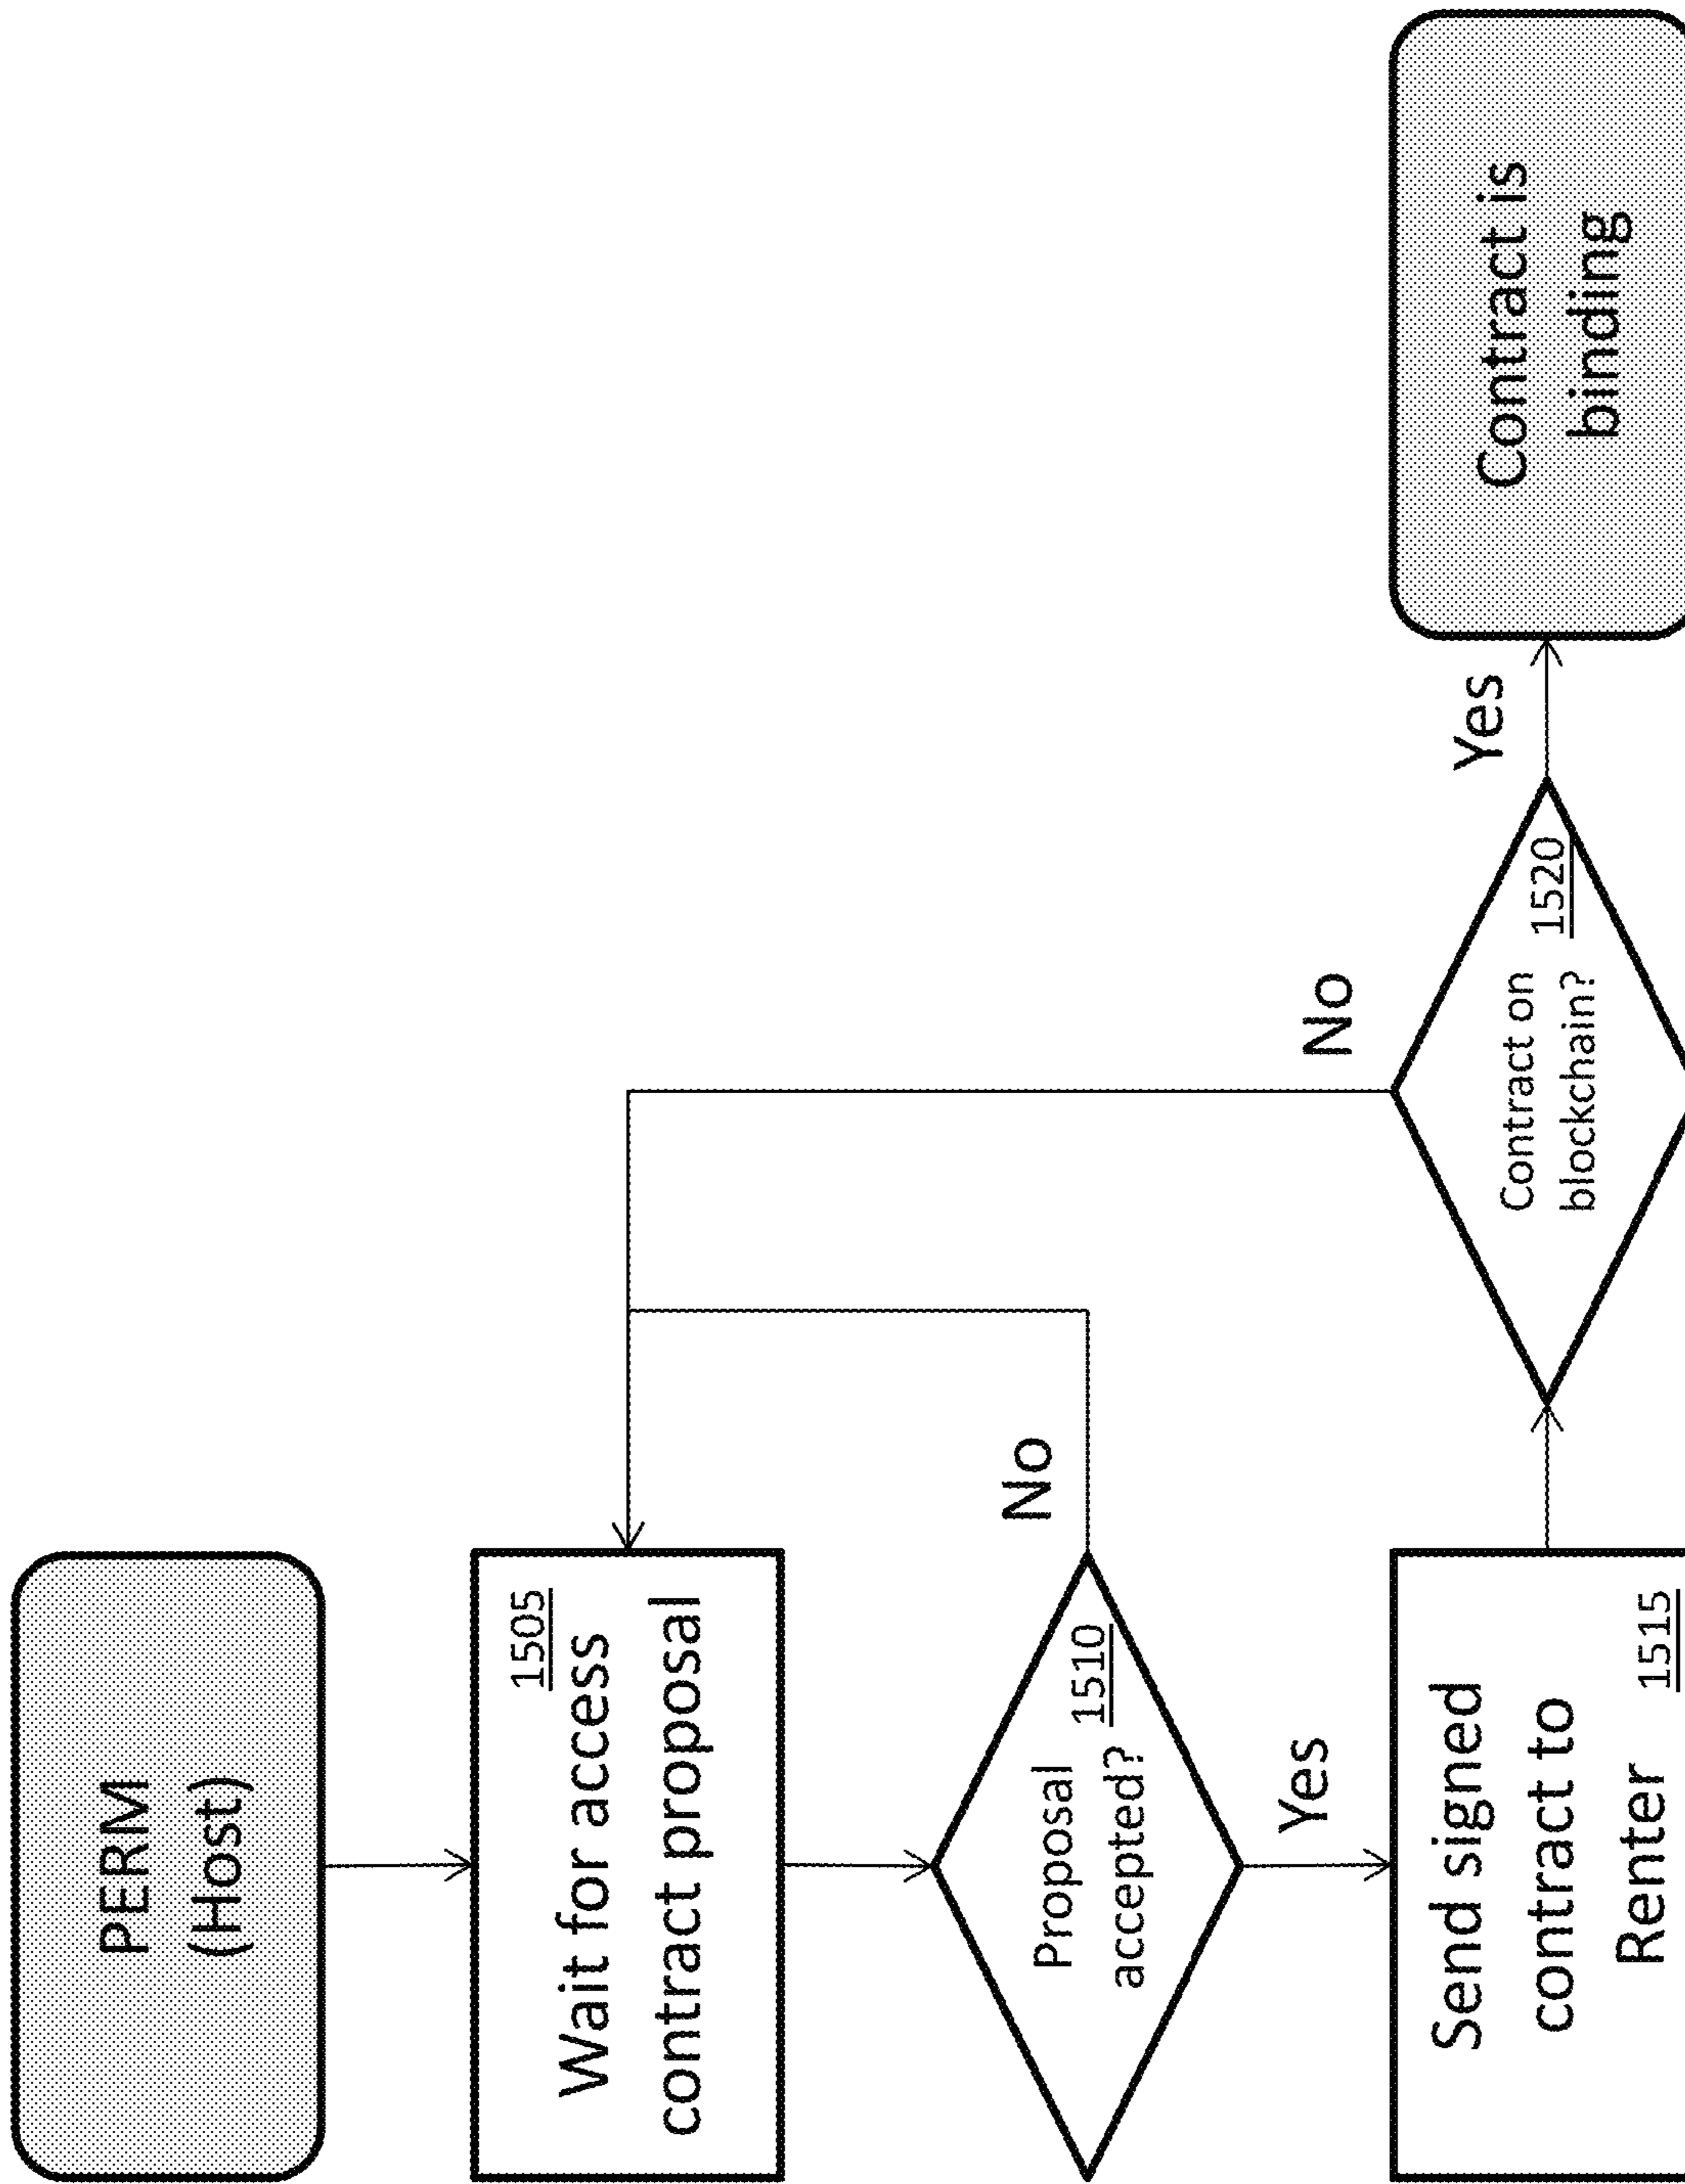 PERM
(Host)
1505
Wait for access
contract proposal
Proposal
accepted?
1510
No
Yes
Send signed
contract to
Renter
1515
Contract on
blockchain?
1520
No
Yes
Contract is
binding